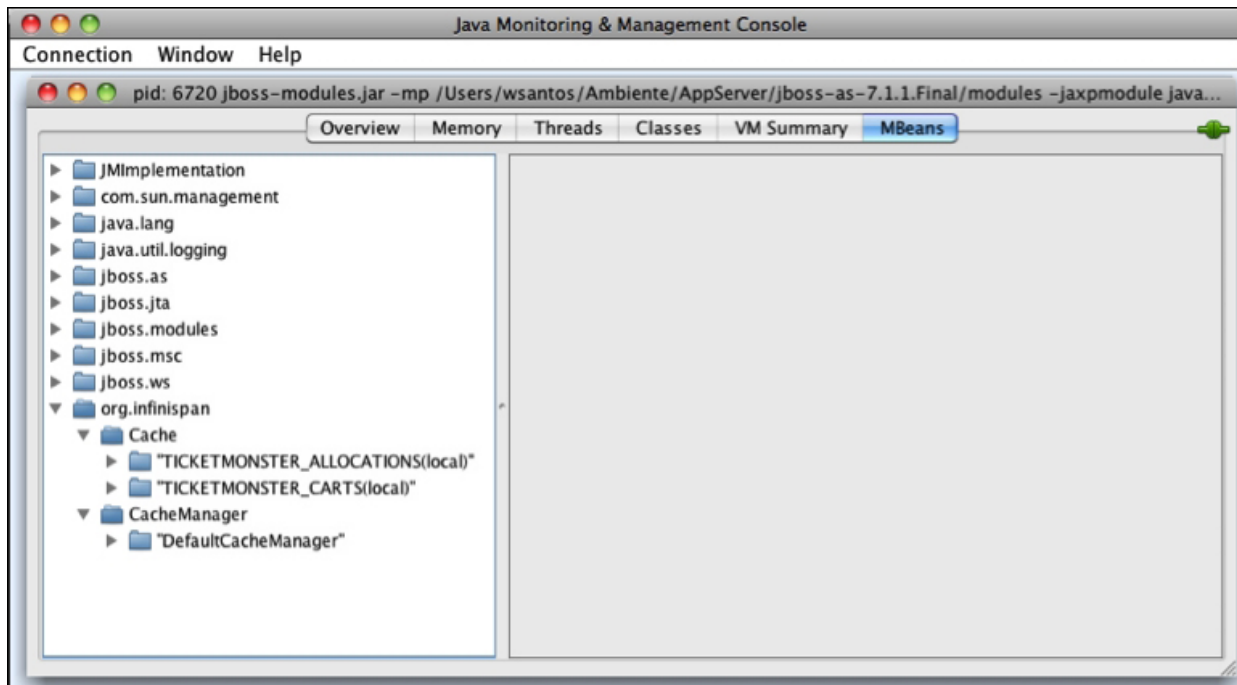 Java Monitoring & Management Console
Connection Window Help
pid: 6720 jboss-modules.jar -mp /Users/wsantos/Ambiente/AppServer/jboss-as-7.1.1.Final/modules -jaxpmodule java...
Overview Memory Threads Classes VM Summary MBeans
JMImplementation
com.sun.management
java.lang
java.util.logging
jboss.as
jboss.jta
jboss.modules
jboss.msc
jboss.ws
org.infinispan
Cache
"TICKETMONSTER_ALLOCATIONS(local)"
"TICKETMONSTER_CARTS(local)"
CacheManager
"DefaultCacheManager"